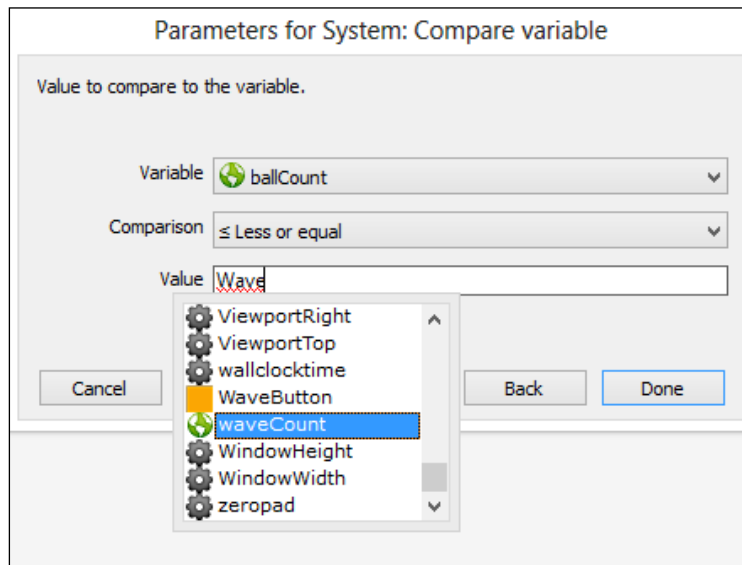 Parameters for System: Compare variable
Value to compare to the variable.
Variable ballCount
Comparison ≤ Less or equal
Value Wave
ViewportRight
ViewportTop
wallclocktime
WaveButton
waveCount
WindowHeight
WindowWidth
zeropad
Cancel Back Done